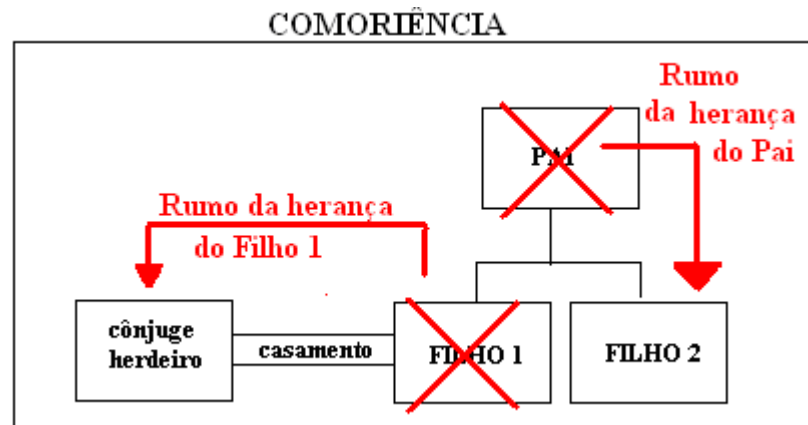 COMORIÊNCIA
Rumo
da herança
do Pai
PAI
Rumo da herança
do Filho 1
cônjuge
herdeiro
casamento
FILHO 1
FILHO 2